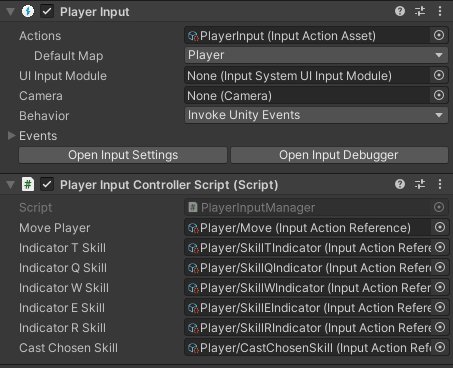 Player Input
Actions PlayerInput (Input Action Asset)
Default Map Player
UI Input Module None (Input System UI Input Module)
Camera None (Camera)
Behavior Invoke Unity Events
Events
Open Input Settings Open Input Debugger
# Player Input Controller Script (Script)
Script # PlayerInputManager
Move Player Player/Move (Input Action Reference)
Indicator T Skill Player/SkillTIndicator (Input Action Refere
Indicator Q Skill Player/SkillQIndicator (Input Action Refere
Indicator W Skill Player/SkillWIndicator (Input Action Refer
Indicator E Skill Player/SkillEIndicator (Input Action Refere
Indicator R Skill Player/SkillRIndicator (Input Action Refere
Cast Chosen Skill Player/CastChosenSkill (Input Action Ref